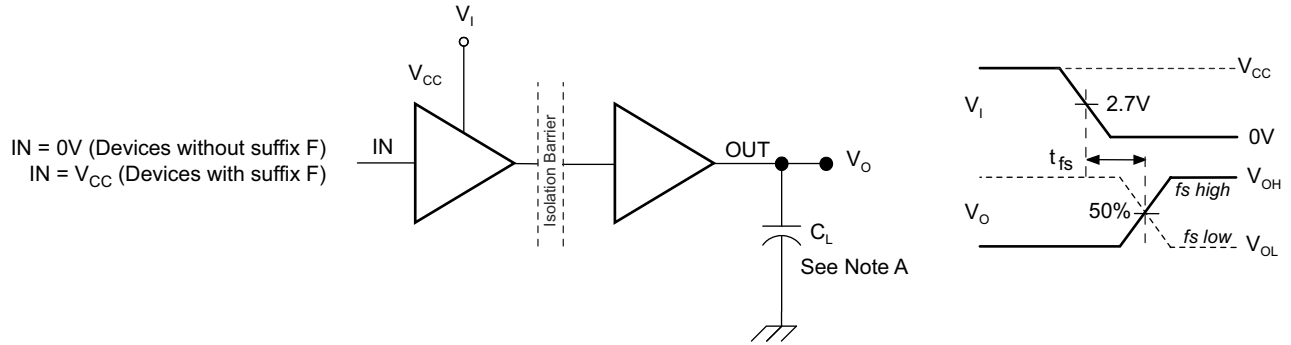 V_I
V_CC
IN = 0V (Devices without suffix F)
IN = V_CC (Devices with suffix F)
IN
Isolation Barrier
OUT
V_O
C_L
See Note A
V_I
V_CC
2.7V
0V
t_fs
V_O
50%
fs high
V_OH
fs low
V_OL